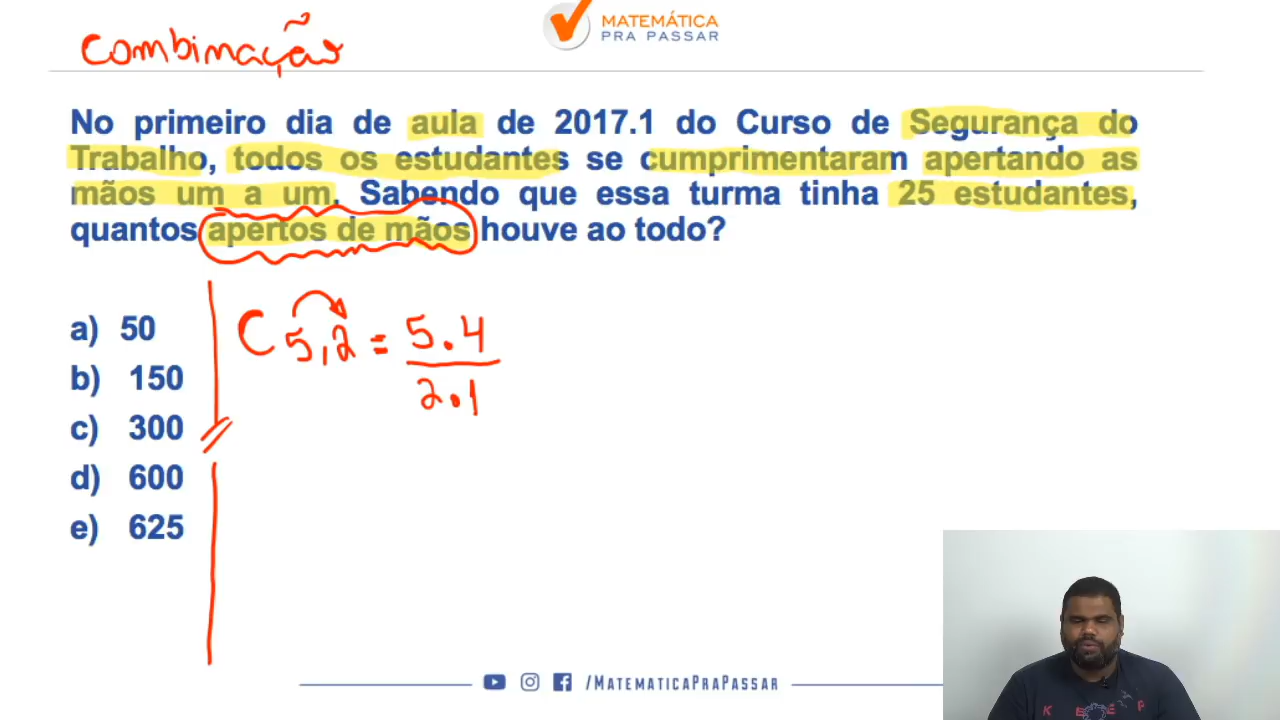 Combinação
MATEMÁTICA
PRA PASSAR
No primeiro dia de aula de 2017.1 do Curso de Segurança do
Trabalho, todos os estudantes se cumprimentaram apertando as
mãos um a um. Sabendo que essa turma tinha 25 estudantes,
quantos apertos de mãos houve ao todo?
a) 50
b) 150
c) 300
d) 600
e) 625
C 5,2 = 5.4
2.1
/MATEMATICAPRAPASSAR
K E E P